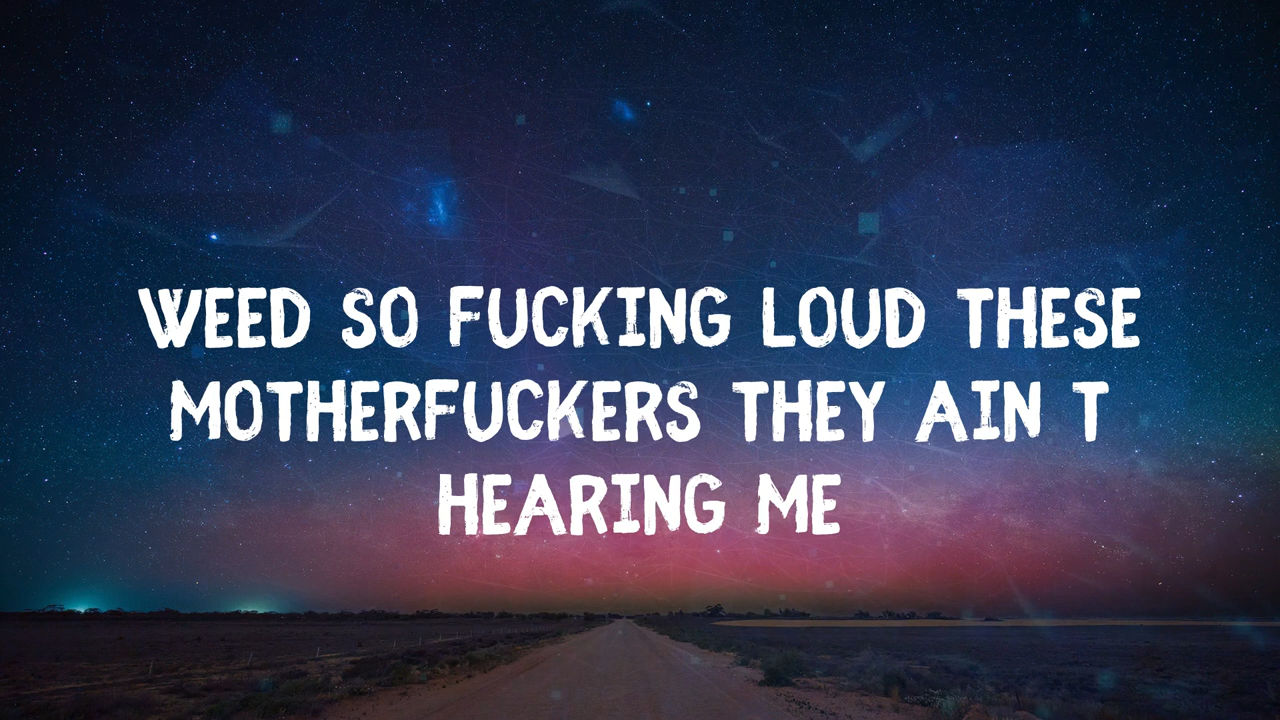 WEED SO FUCKING LOUD THESE
MOTHERFUCKERS THEY AIN T
HEARING ME